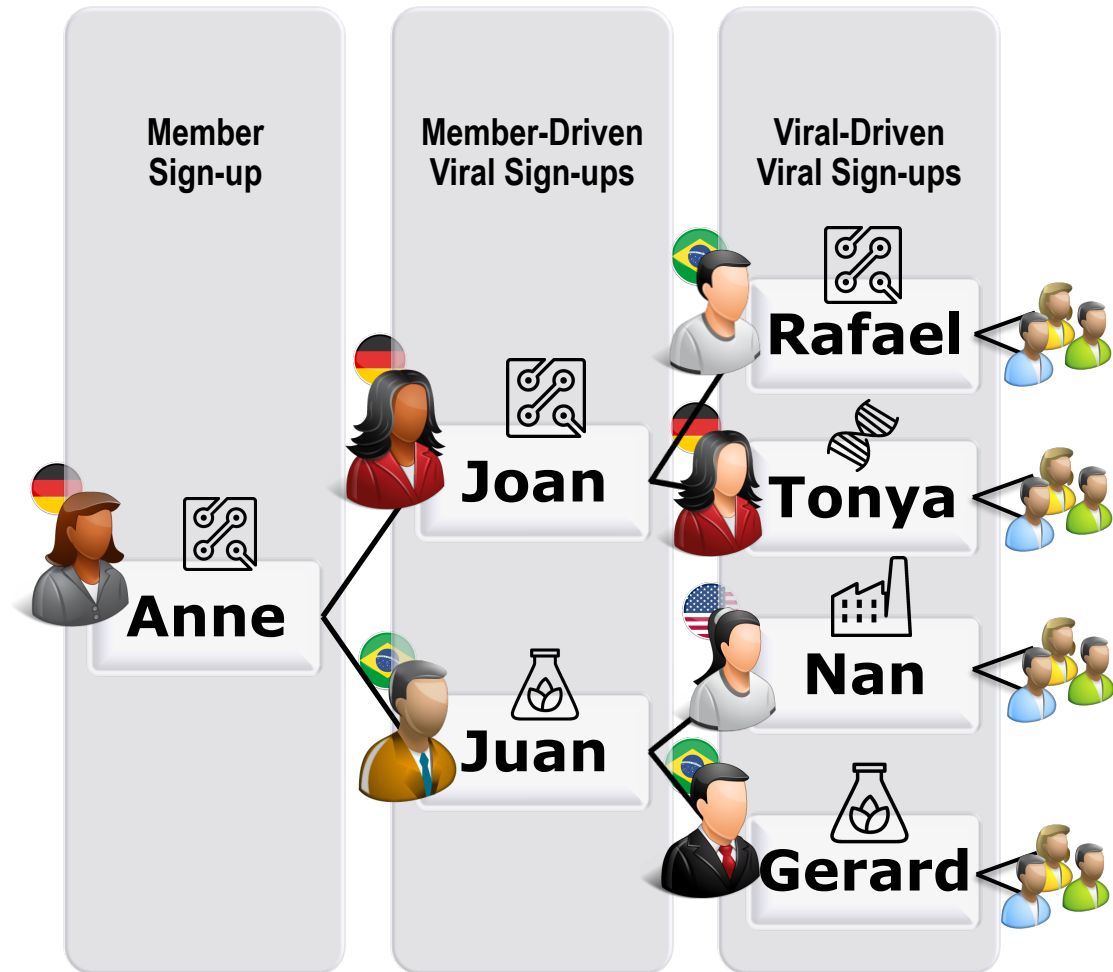 Member
Sign-up
Member-Driven
Viral Sign-ups
Viral-Driven
Viral Sign-ups
Anne
Joan
Juan
Rafael
Tonya
Nan
Gerard